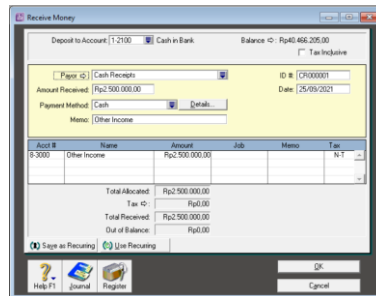 Receive Money
Deposit to Account: 1-2100 Cash in Bank Balance ⇨: Rp40.466.205,00
Tax Inclusive
Payor ⇨: Cash Receipts ID #: CR000001
Amount Received: Rp2.500.000,00 Date: 25/09/2021
Payment Method: Cash Details...
Memo: Other Income
Acct # Name Amount Job Memo Tax
8-3000 Other Income Rp2.500.000,00 N-T
Total Allocated: Rp2.500.000,00
Tax ⇨: Rp0,00
Total Received: Rp2.500.000,00
Out of Balance: Rp0,00
Save as Recurring Use Recurring
Help F1 Journal Register
OK
Cancel